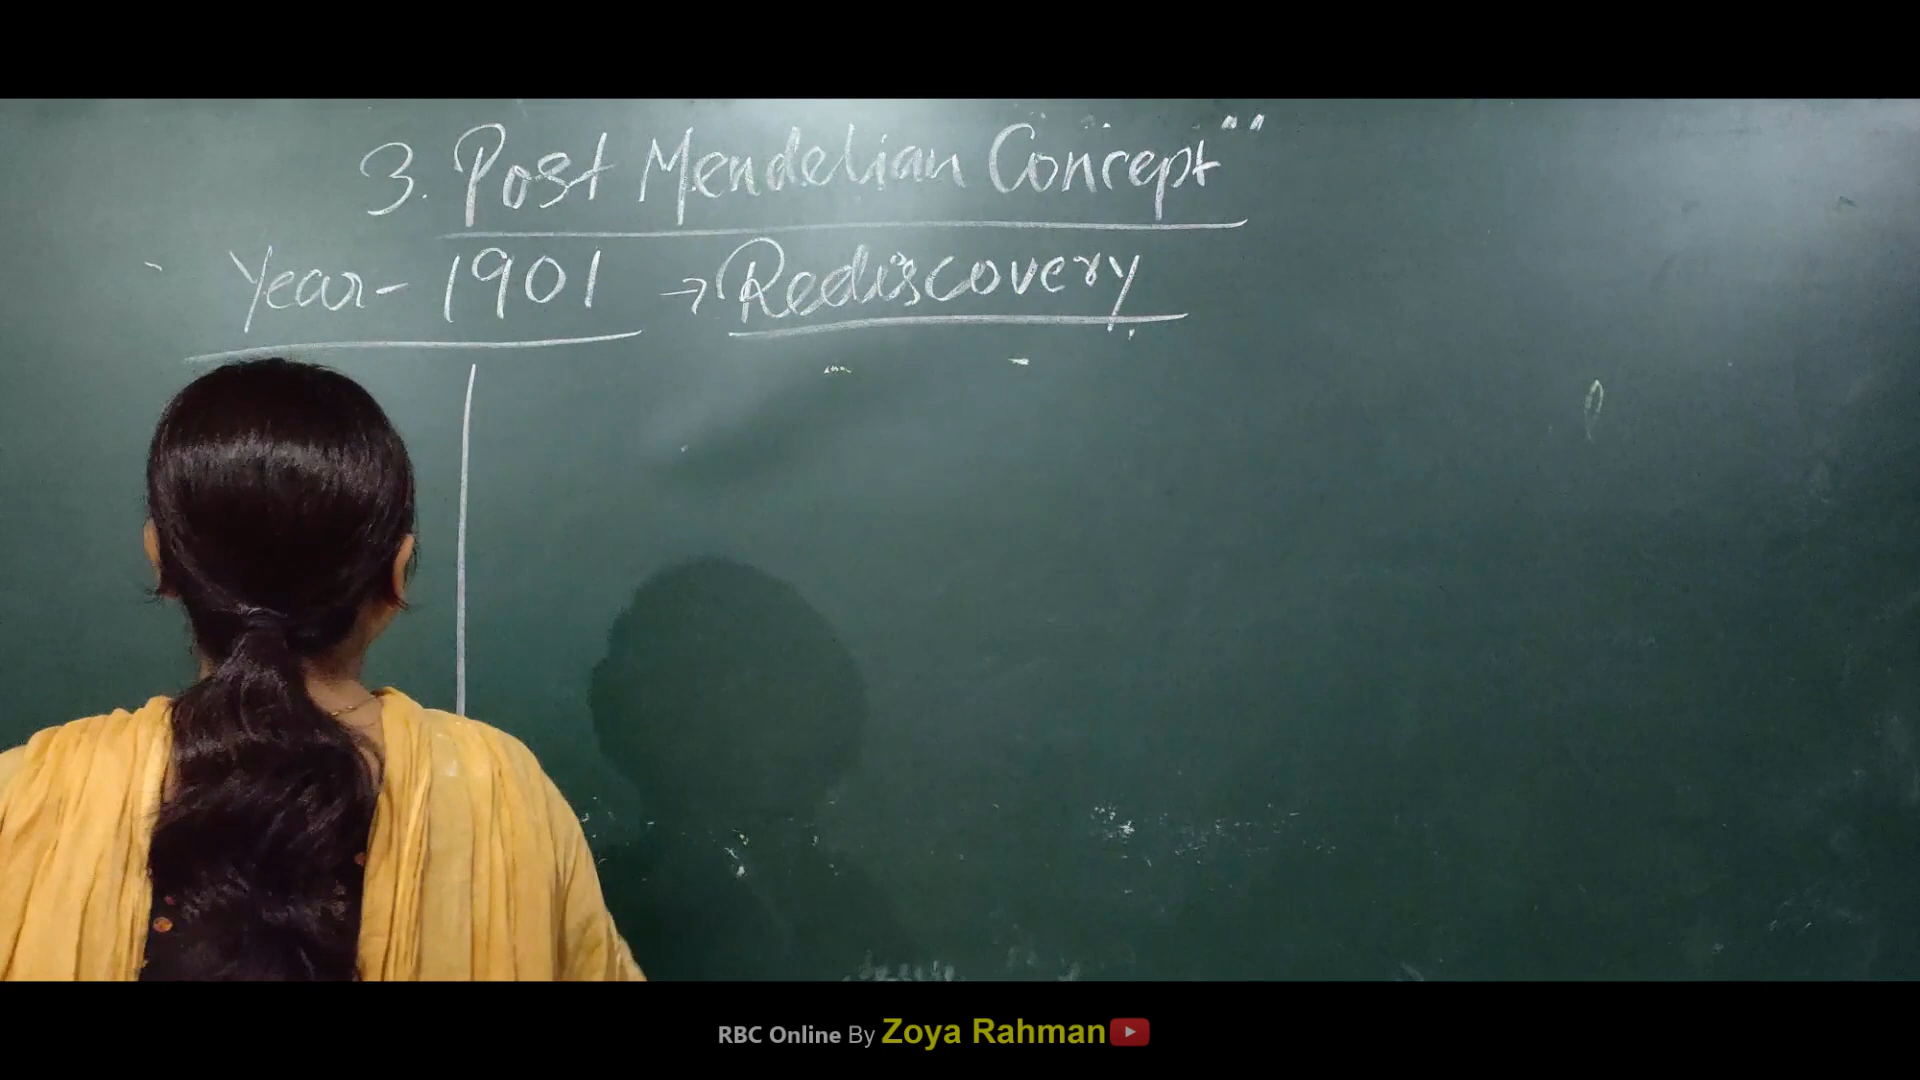 3. Post Mendelian Concept"
Year - 1901 → Rediscovery
RBC Online By Zoya Rahman